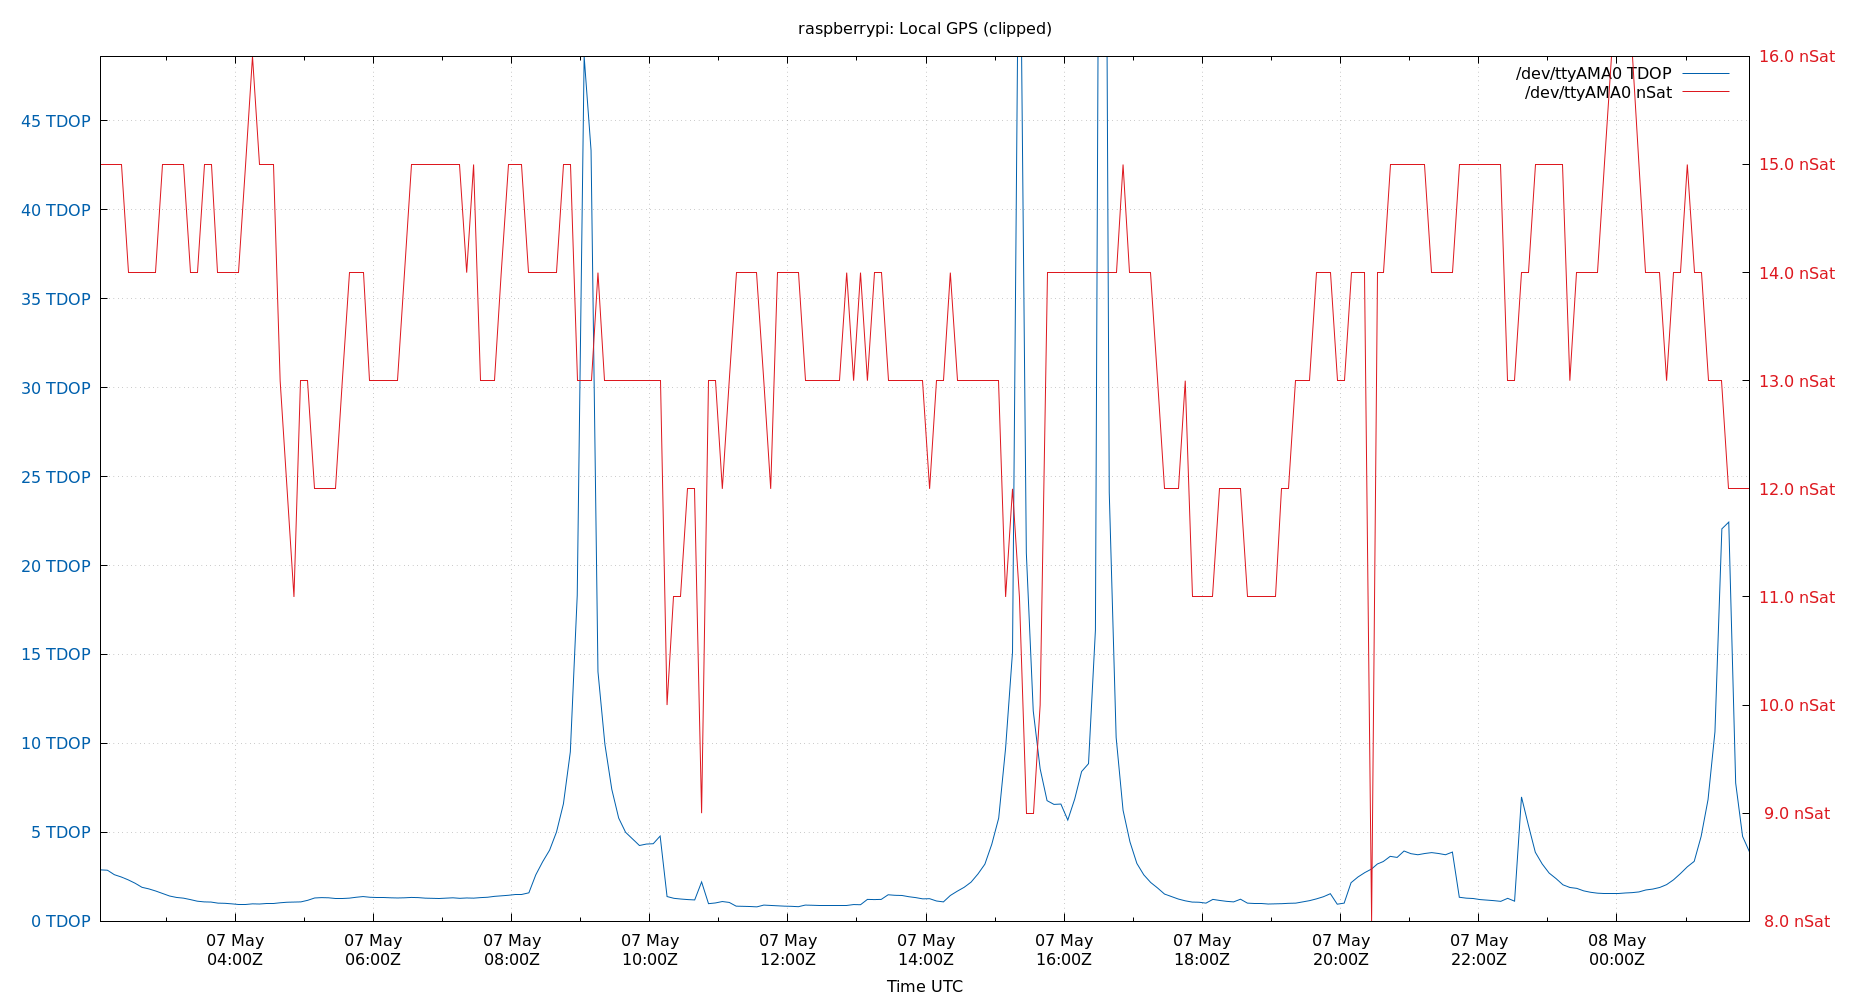 raspberrypi: Local GPS (clipped)
16.0 nSat
/dev/ttyAMA0 TDOP
/dev/ttyAMA0 nSat
45 TDOP
15.0 nSat
40 TDOP
14.0 nSat
35 TDOP
30 TDOP
13.0 nSat
25 TDOP
12.0 nSat
20 TDOP
11.0 nSat
15 TDOP
10.0 nSat
10 TDOP
9.0 nSat
5 TDOP
0 TDOP
8.0 nSat
07 May 07 May 07 May 07 May 07 May 07 May 07 May 07 May 07 May 07 May 08 May
04:00Z 06:00Z 08:00Z 10:00Z 12:00Z 14:00Z 16:00Z 18:00Z 20:00Z 22:00Z 00:00Z
Time UTC